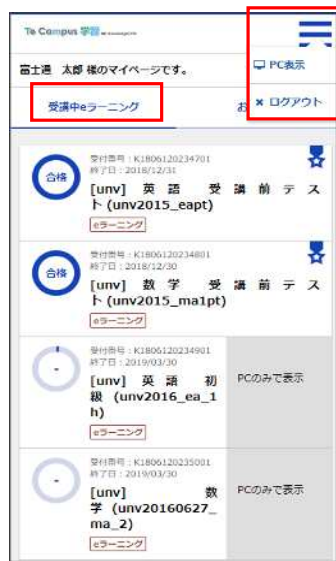 Te Campus 学習
富士通 太郎 様のマイページです。
PC表示
× ログアウト
受講中eラーニング
お
合格
受付番号：K1806120234701
終了日：2018/12/31
[unv] 英語 受講前テス
ト(unv2015_eapt)
eラーニング
合格
受付番号：K1806120234801
終了日：2018/12/30
[unv] 数学 受講前テス
ト(unv2015_ma1pt)
eラーニング
-
受付番号：K1806120234901
終了日：2019/03/30
[unv] 英語 初
級 (unv2016_ea_1
h)
eラーニング
PCのみで表示
-
受付番号：K1806120235001
終了日：2019/03/30
[unv] 数
学 (unv20160627_
ma_2)
eラーニング
PCのみで表示